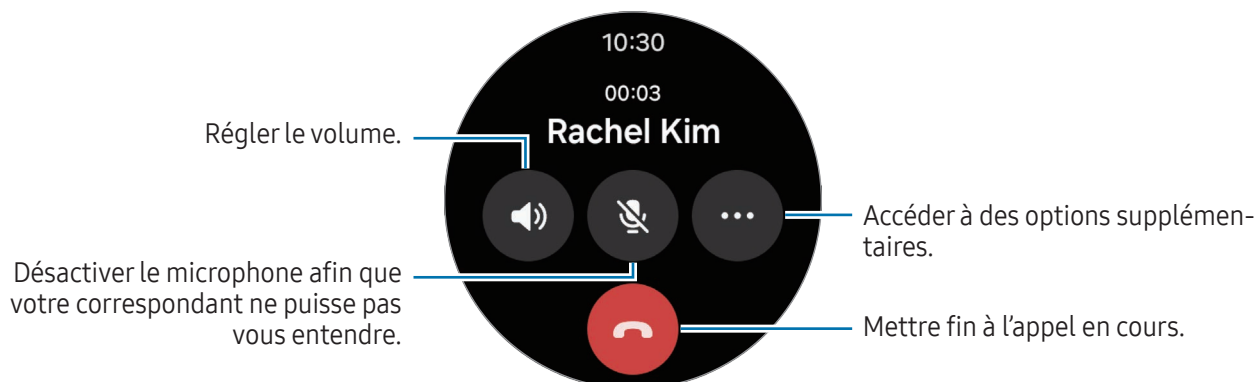 10:30
00:03
Rachel Kim
Régler le volume.
Accéder à des options supplémen-
taires.
Désactiver le microphone afin que
votre correspondant ne puisse pas
vous entendre.
Mettre fin à l’appel en cours.